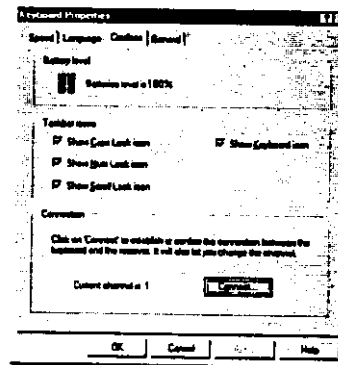 Keyboard Properties
Speed Language Cordless General
Battery level
Batteries level is 100%
Taskbar icons
Show Caps Lock icon Show Keyboard icon
Show Num Lock icon
Show Scroll Lock icon
Connection
Click on 'Connect' to establish or confirm the connection between the
keyboard and the receiver. It will also let you change the channel.
Current channel is 1 Connect...
OK Cancel Help